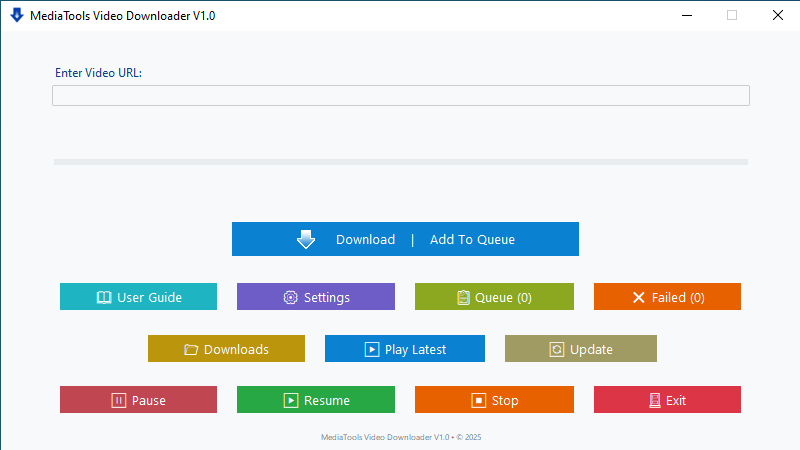 MediaTools Video Downloader V1.0
Enter Video URL:
Download | Add To Queue
User Guide
Settings
Queue (0)
Failed (0)
Downloads
Play Latest
Update
Pause
Resume
Stop
Exit
MediaTools Video Downloader V1.0 • © 2025